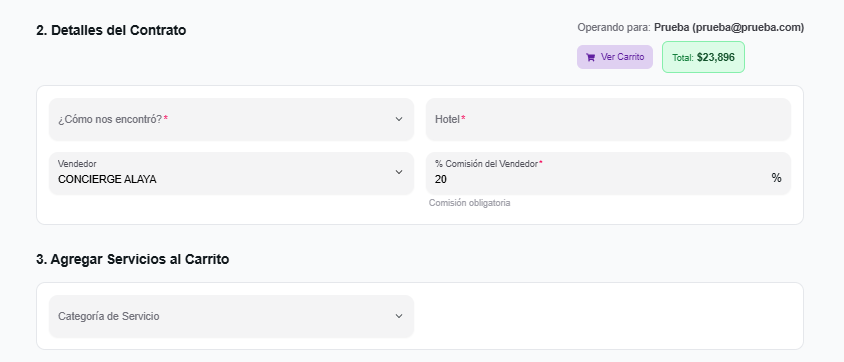 2. Detalles del Contrato
Operando para: Prueba (prueba@prueba.com)
Ver Carrito
Total: $23,896
¿Cómo nos encontró?*
Hotel*
Vendedor
CONCIERGE ALAYA
% Comisión del Vendedor*
20
%
Comisión obligatoria
3. Agregar Servicios al Carrito
Categoría de Servicio